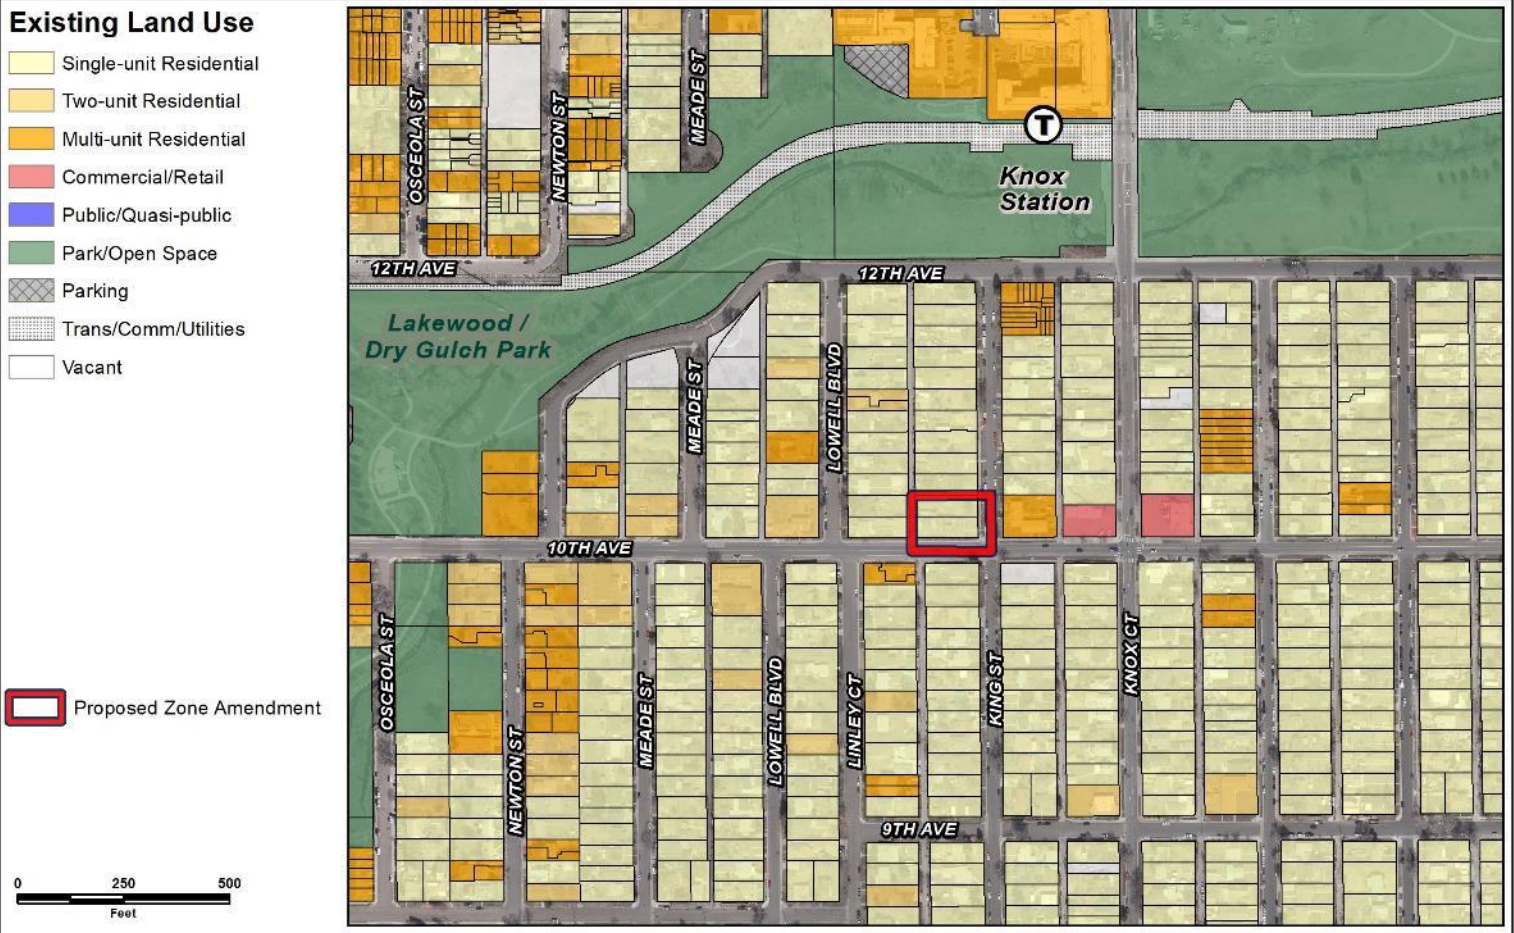 Existing Land Use
Single-unit Residential
Two-unit Residential
Multi-unit Residential
Commercial/Retail
Public/Quasi-public
Park/Open Space
Parking
Trans/Comm/Utilities
Vacant
Proposed Zone Amendment
0 250 500
Feet
OSCEOLA ST
NEWTON ST
MEADE ST
T
Knox
Station
12TH AVE
12TH AVE
Lakewood /
Dry Gulch Park
MEADE ST
LOWELL BLVD
10TH AVE
OSCEOLA ST
NEWTON ST
MEADE ST
LOWELL BLVD
LINLEY CT
KING ST
KNOX CT
9TH AVE